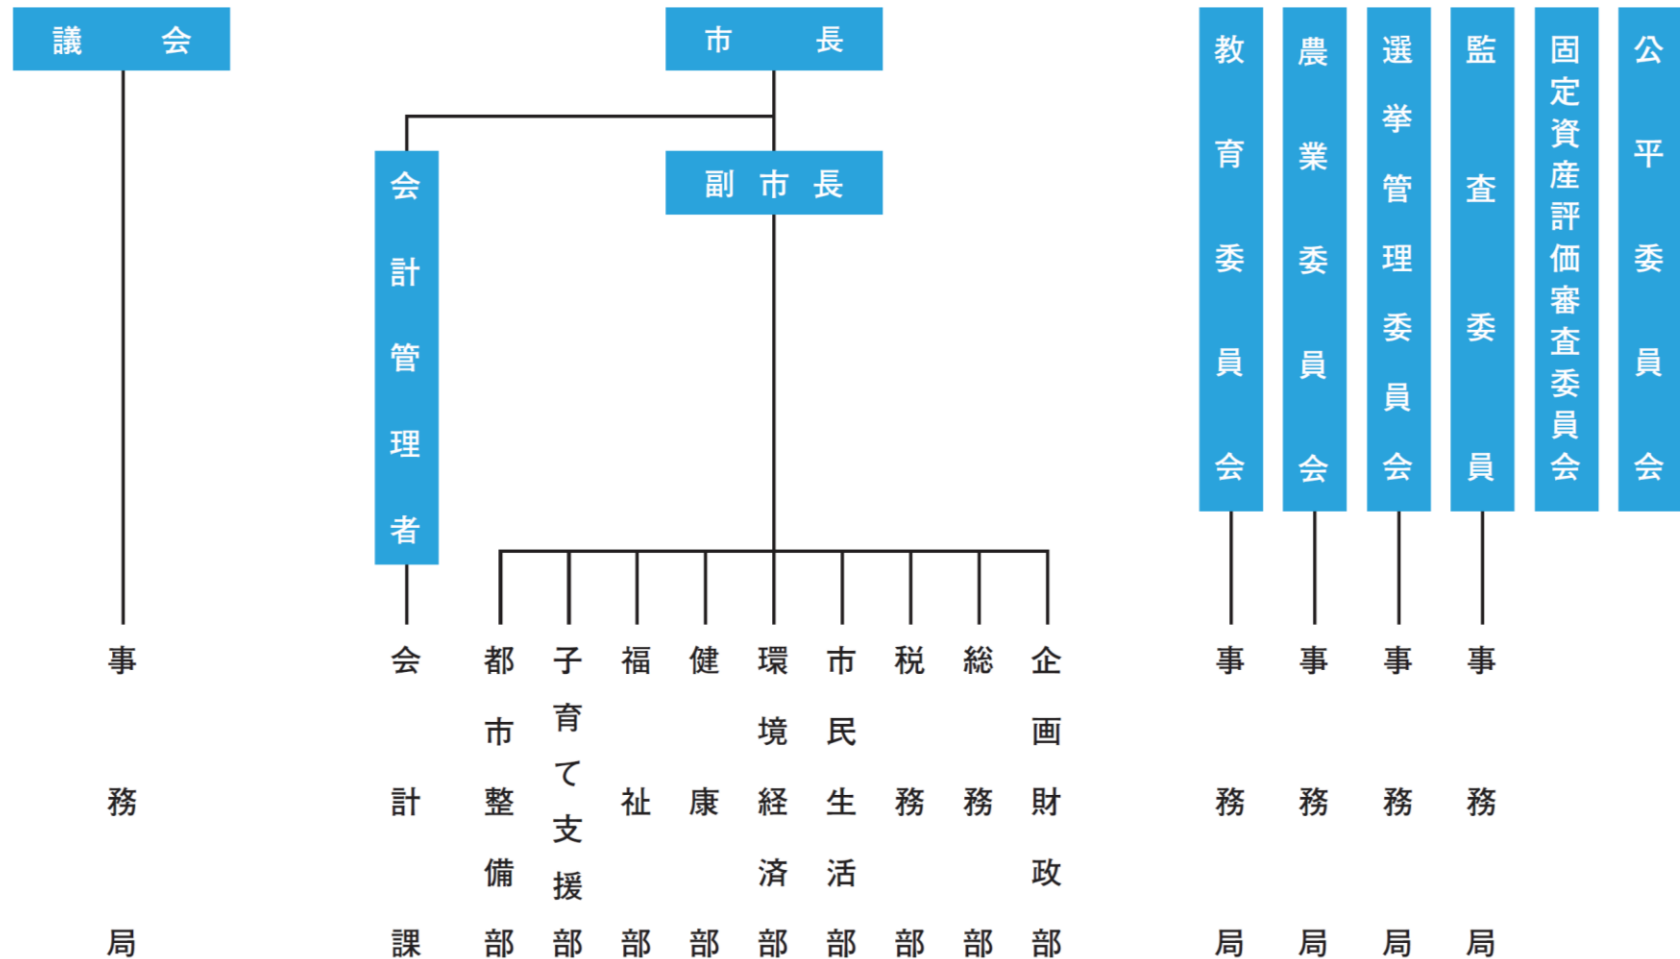 議会
市長
副市長
会計管理者
教育委員会
農業委員会
選挙管理委員会
監査委員
固定資産評価審査委員会
公平委員会
事務局
会計課
都市整備部
子育て支援部
福祉部
健康部
環境経済部
市民生活部
税務部
総務部
企画財政部
事務局
事務局
事務局
事務局